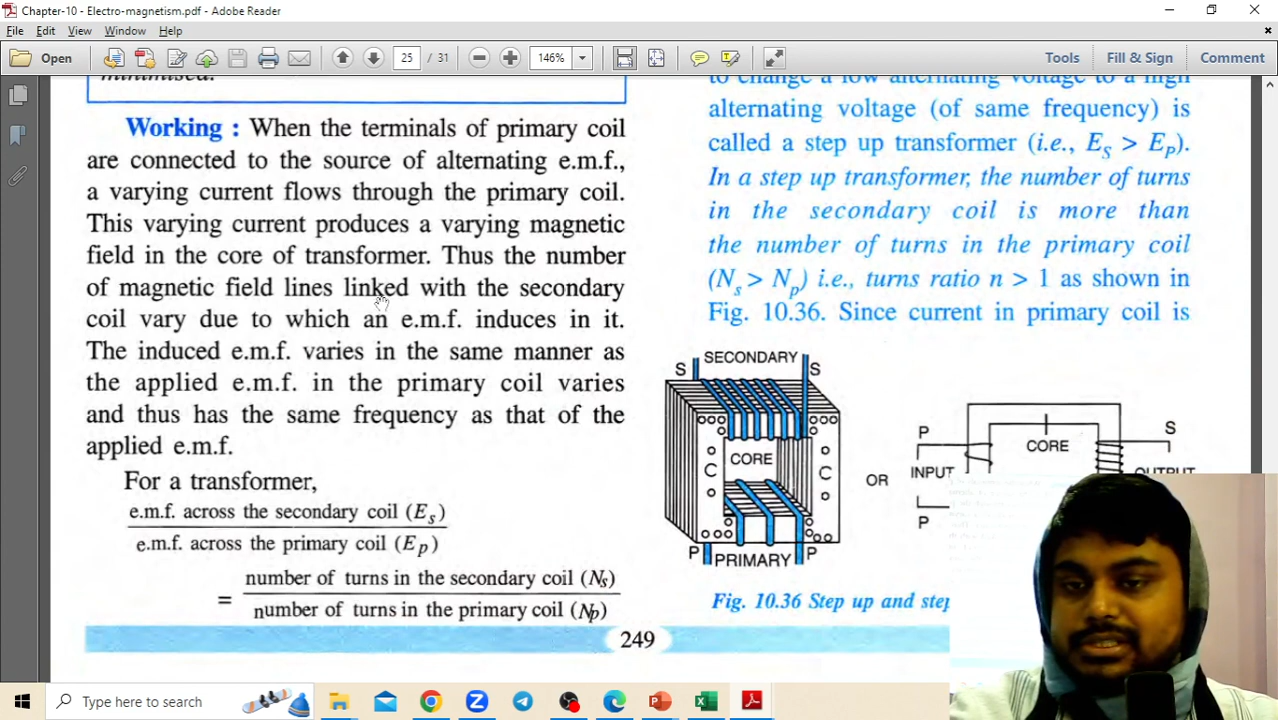 Chapter-10 - Electro-magnetism.pdf - Adobe Reader
File Edit View Window Help
Open 25 / 31 146% Tools Fill & Sign Comment
minimised.
Working : When the terminals of primary coil
are connected to the source of alternating e.m.f.,
a varying current flows through the primary coil.
This varying current produces a varying magnetic
field in the core of transformer. Thus the number
of magnetic field lines linked with the secondary
coil vary due to which an e.m.f. induces in it.
The induced e.m.f. varies in the same manner as
the applied e.m.f. in the primary coil varies
and thus has the same frequency as that of the
applied e.m.f.
For a transformer,
e.m.f. across the secondary coil (Es)
e.m.f. across the primary coil (EP)
number of turns in the secondary coil (Ns)
=
number of turns in the primary coil (Np)
to change a low alternating voltage to a high
alternating voltage (of same frequency) is
called a step up transformer (i.e., ES > EP).
In a step up transformer, the number of turns
in the secondary coil is more than
the number of turns in the primary coil
(Ns > Np) i.e., turns ratio n > 1 as shown in
Fig. 10.36. Since current in primary coil is
S SECONDARY S
C CORE C
P PRIMARY P
OR
P CORE S
INPUT OUTPUT
P
Fig. 10.36 Step up and step
249
Type here to search